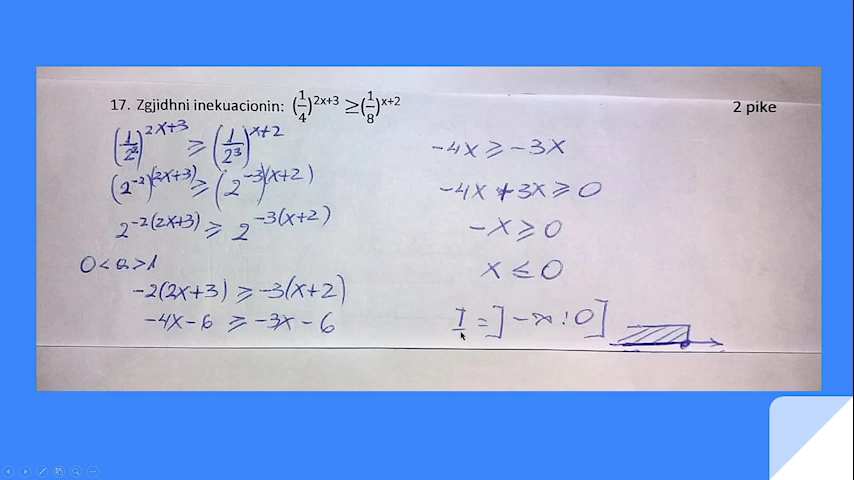 17. Zgjidhni inekuacionin: (1/4)^2x+3 ≥(1/8)^x+2
2 pike
(1/2²)^2x+3 ≥ (1/2³)^x+2
(2^-2)^(2x+3) ≥ (2^-3)^(x+2)
2^-2(2x+3) ≥ 2^-3(x+2)
0 < a > 1
-2(2x+3) ≥ -3(x+2)
-4x - 6 ≥ -3x - 6
-4x ≥ -3x
-4x + 3x ≥ 0
-x ≥ 0
x ≤ 0
I = ] -∞ : 0 ]